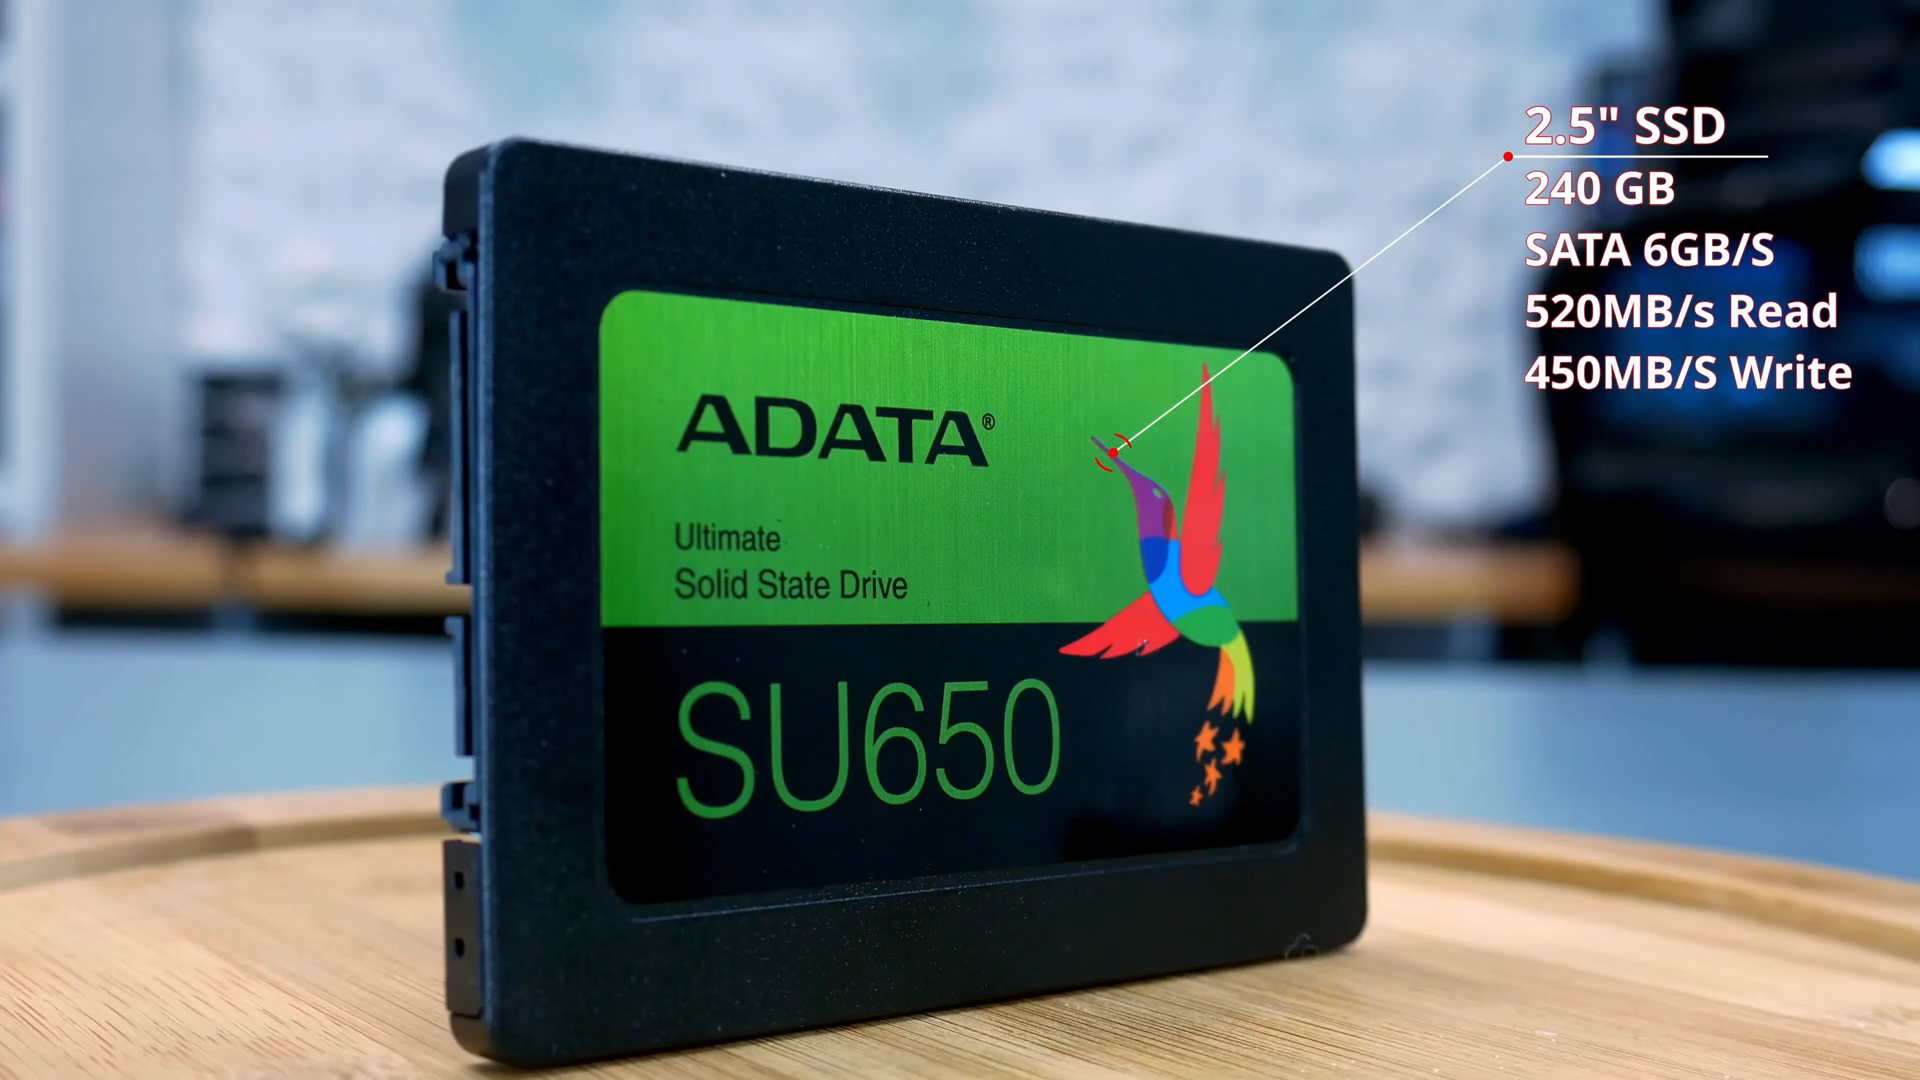 2.5" SSD
240 GB
SATA 6GB/S
520MB/s Read
450MB/S Write
ADATA®
Ultimate
Solid State Drive
SU650